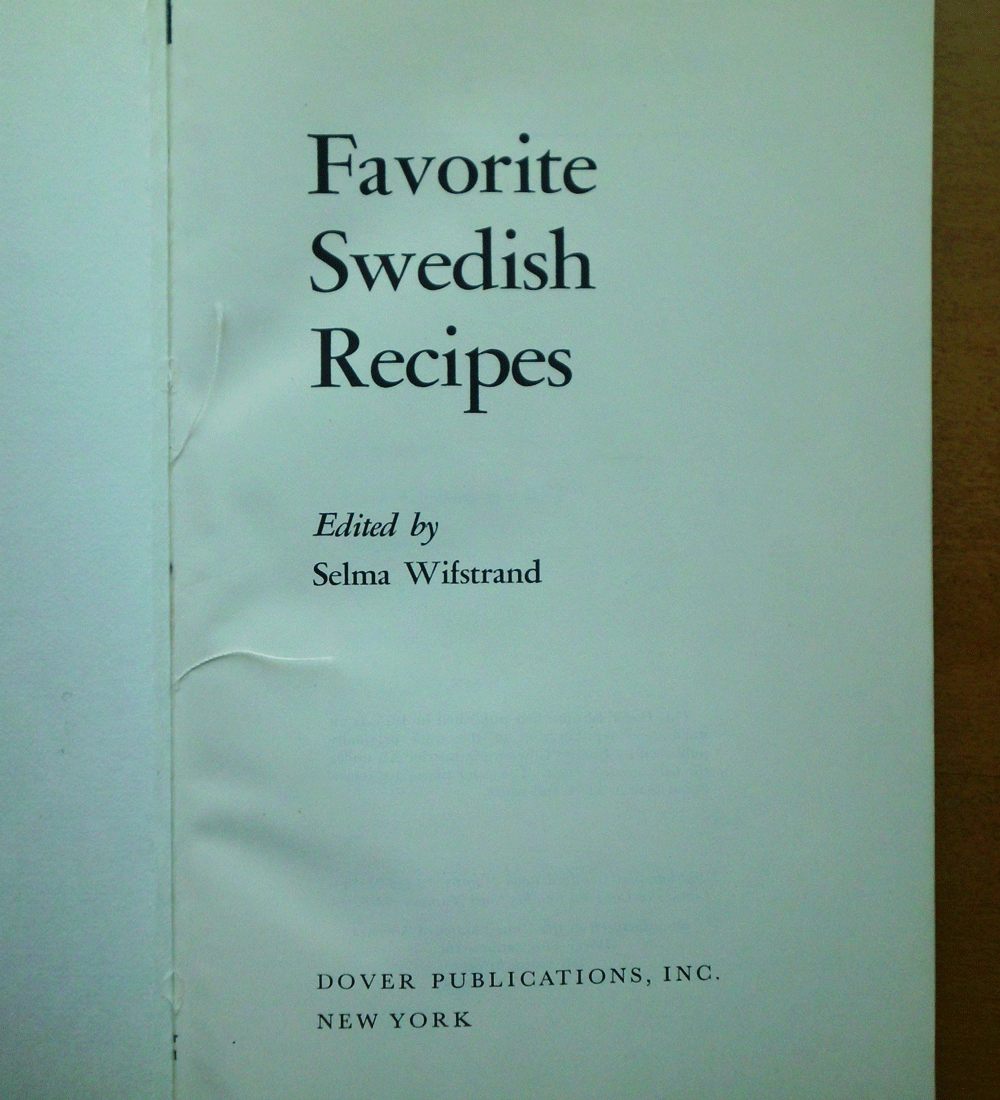 Favorite
Swedish
Recipes
Edited by
Selma Wifstrand
DOVER PUBLICATIONS, INC.
NEW YORK